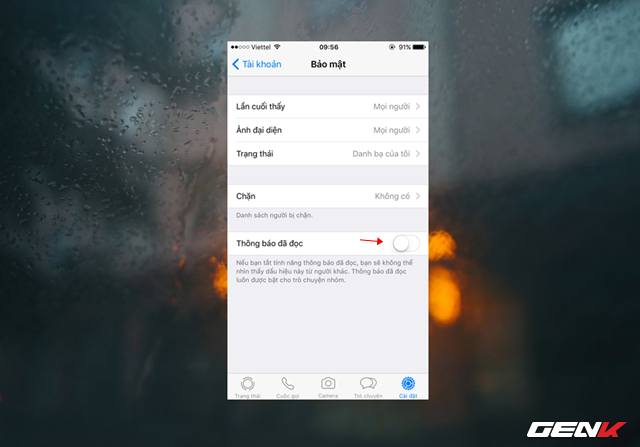 Viettel 09:56 91%
Tài khoản Bảo mật
Lần cuối thấy Mọi người
Ảnh đại diện Mọi người
Trạng thái Danh bạ của tôi
Chặn Không có
Danh sách người bị chặn.
Thông báo đã đọc
Nếu bạn tắt tính năng thông báo đã đọc, bạn sẽ không thể
nhìn thấy dấu hiệu này từ người khác. Thông báo đã đọc
luôn được bật cho trò chuyện nhóm.
Trạng thái Cuộc gọi Camera Trò chuyện Cài đặt
GENK